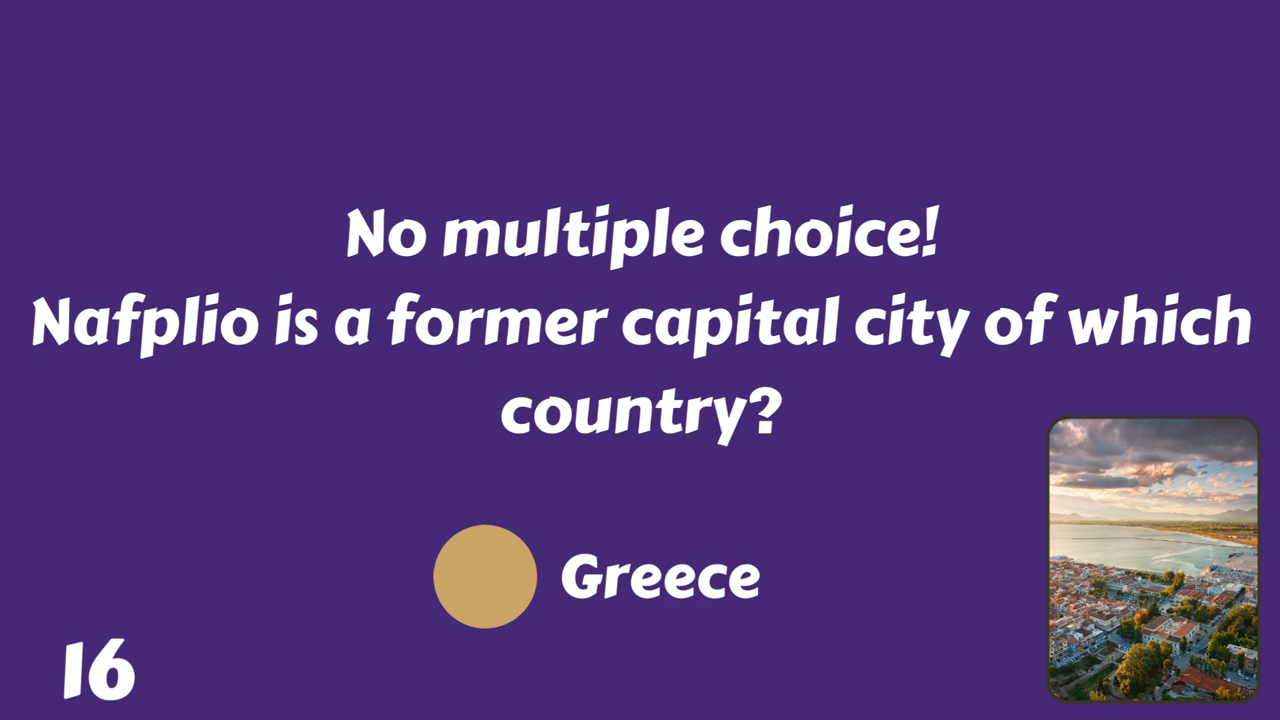 No multiple choice!
Nafplio is a former capital city of which
country?
Greece
16